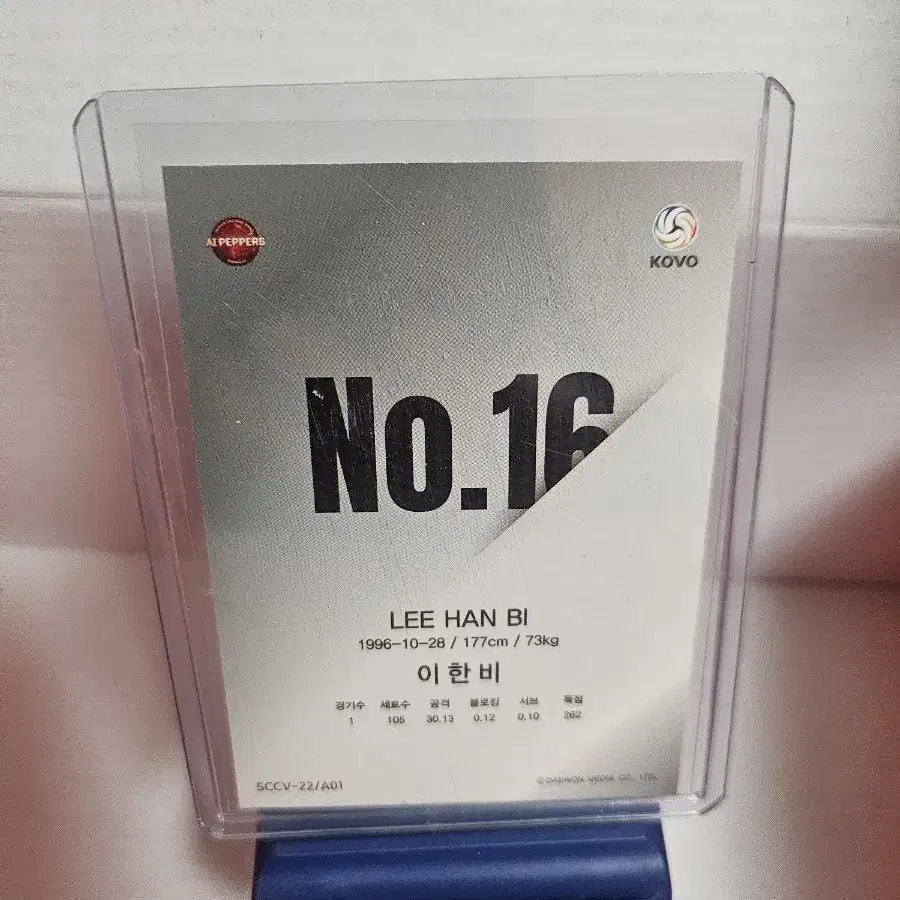 AI PEPPERS
KOVO
No.16
LEE HAN BI
1996-10-28 / 177cm / 73kg
이한비
경기수 세트수 공격 블로킹 서브 득점
1 105 30.13 0.12 0.10 262
SCCV-22/A01
©DAEWON MEDIA CO., LTD.